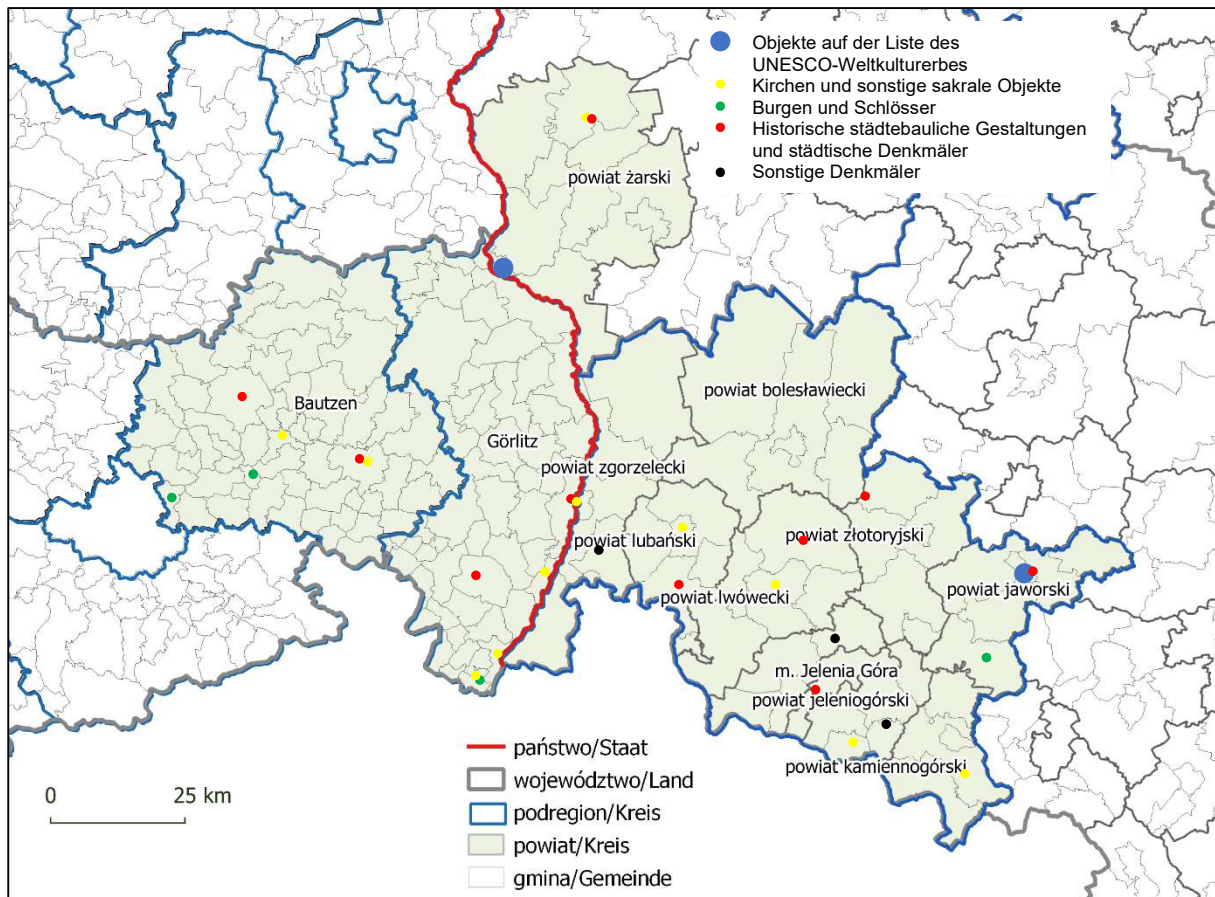 Objekte auf der Liste des
UNESCO-Weltkulturerbes
Kirchen und sonstige sakrale Objekte
Burgen und Schlösser
Historische städtebauliche Gestaltungen
und städtische Denkmäler
Sonstige Denkmäler
powiat żarski
powiat bolesławiecki
Bautzen
Görlitz
powiat zgorzelecki
powiat lubański
powiat złotoryjski
powiat lwówecki
powiat jaworski
m. Jelenia Góra
powiat jeleniogórski
powiat kamiennogórski
państwo/Staat
województwo/Land
podregion/Kreis
powiat/Kreis
gmina/Gemeinde
0 25 km